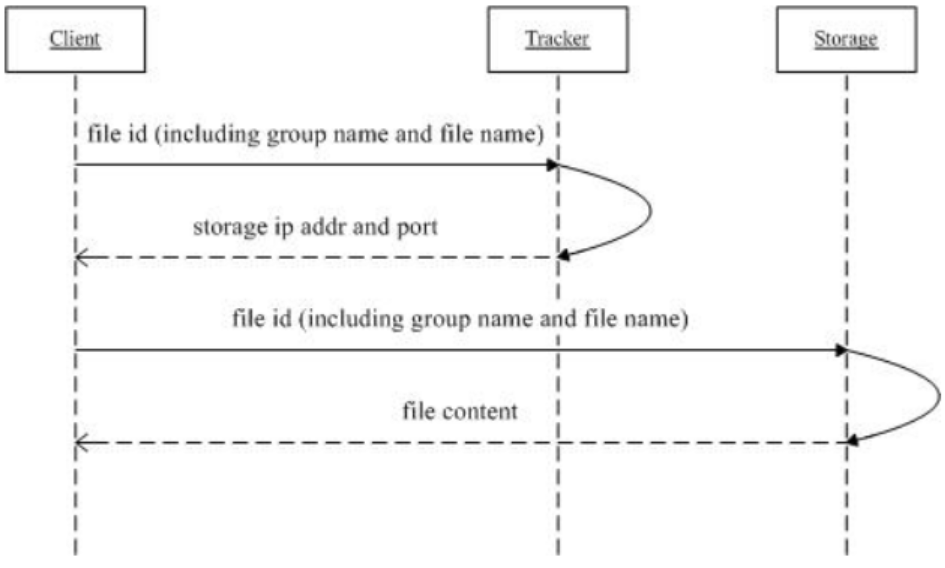 Client
Tracker
Storage
file id (including group name and file name)
storage ip addr and port
file id (including group name and file name)
file content